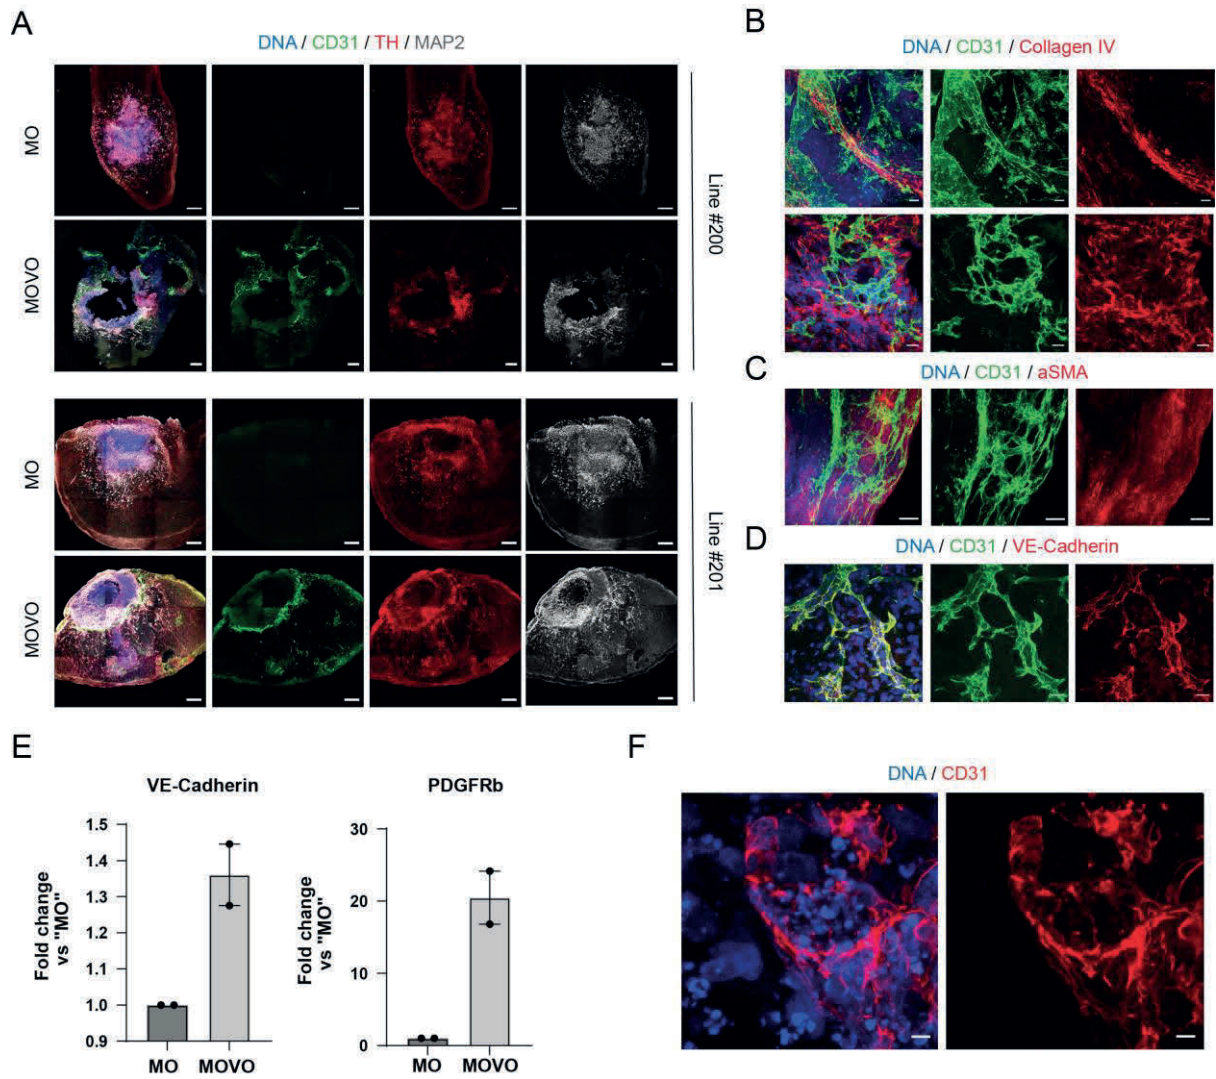 A
DNA / CD31 / TH / MAP2
MO
MOVO
Line #200
MO
MOVO
Line #201
B
DNA / CD31 / Collagen IV
C
DNA / CD31 / aSMA
D
DNA / CD31 / VE-Cadherin
E
VE-Cadherin
Fold change
vs "MO"
1.5
1.4
1.3
1.2
1.1
1.0
0.9
MO MOVO
PDGFRb
Fold change
vs "MO"
30
20
10
0
MO MOVO
F
DNA / CD31